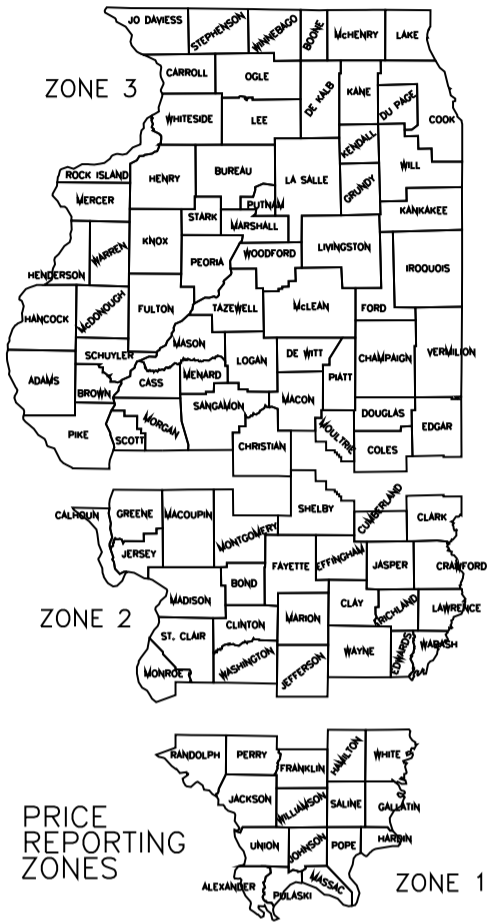 JO DAVIESS
STEPHENSON
WINNEBAGO
BOONE
McHENRY
LAKE
CARROLL
OGLE
ZONE 3
DE KALB
KANE
DU PAGE
COOK
WHITESIDE
LEE
KENDALL
WILL
ROCK ISLAND
HENRY
BUREAU
LA SALLE
GRUNDY
MERCER
PUTNAM
KANKAKEE
STARK
MARSHALL
KNOX
WARREN
LIVINGSTON
WOODFORD
PEORIA
IROQUOIS
HENDERSON
McDONOUGH
FULTON
TAZEWELL
McLEAN
FORD
HANCOCK
MASON
SCHUYLER
LOGAN
DE WITT
CHAMPAIGN
VERMILION
ADAMS
CASS
MENARD
PIATT
BROWN
SANGAMON
MACON
DOUGLAS
EDGAR
PIKE
SCOTT
MORGAN
CHRISTIAN
MOULTRIE
COLES
SHELBY
CUMBERLAND
CALHOUN
GREENE
MACOUPIN
MONTGOMERY
CLARK
JERSEY
FAYETTE
EFFINGHAM
JASPER
CRAWFORD
BOND
MADISON
CLAY
RICHLAND
LAWRENCE
ZONE 2
CLINTON
MARION
ST. CLAIR
WASHINGTON
WAYNE
EDWARDS
WABASH
MONROE
JEFFERSON
RANDOLPH
PERRY
FRANKLIN
HAMILTON
WHITE
JACKSON
WILLIAMSON
SALINE
GALLATIN
PRICE
REPORTING
ZONES
UNION
JOHNSON
POPE
HARDIN
ALEXANDER
PULASKI
MASSAC
ZONE 1